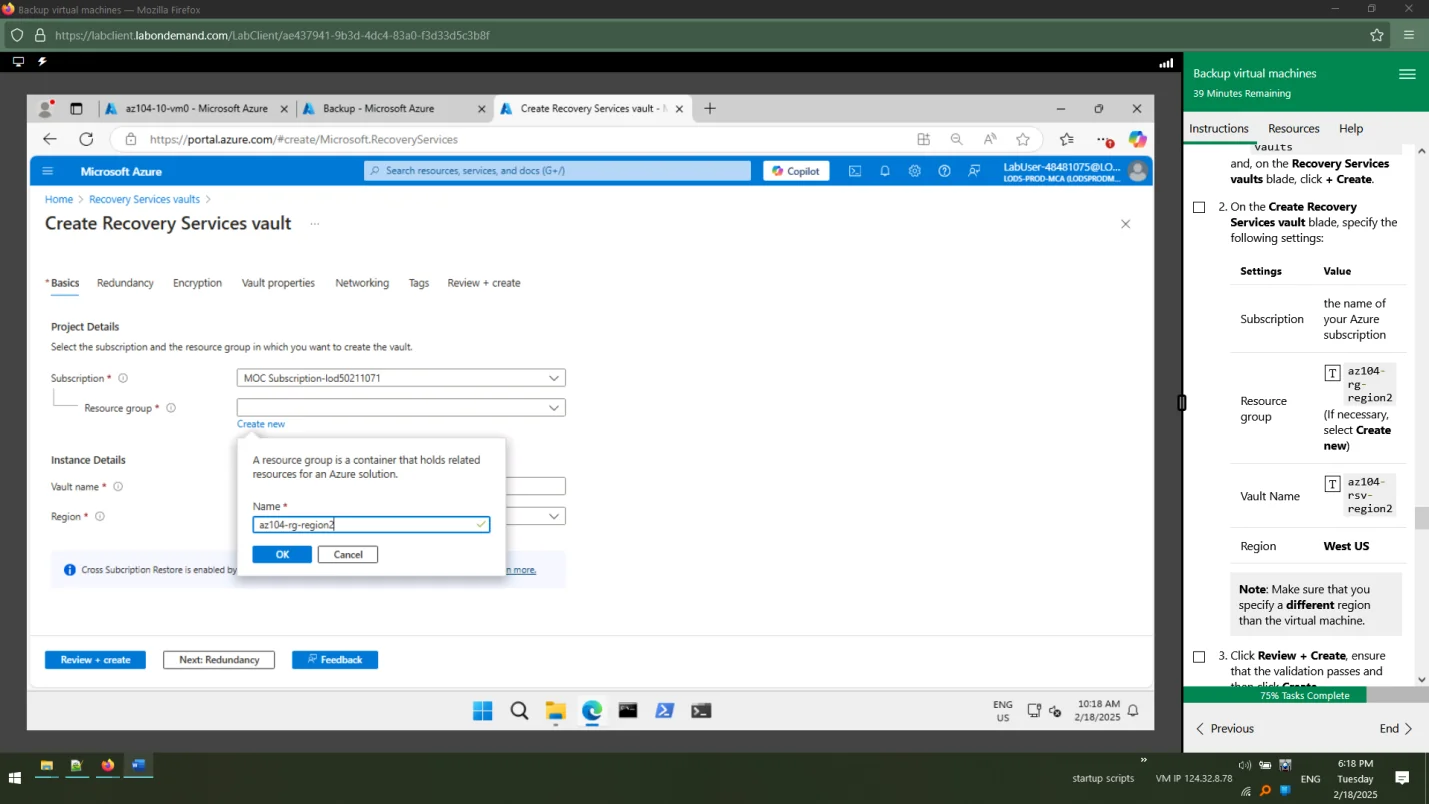 Backup virtual machines — Mozilla Firefox
https://labclient.labondemand.com/LabClient/ae437941-9b3d-4dc4-83a0-f3d33d5c3b8f
az104-10-vm0 - Microsoft Azure
Backup - Microsoft Azure
Create Recovery Services vault - M
https://portal.azure.com/#create/Microsoft.RecoveryServices
Microsoft Azure
Search resources, services, and docs (G+/)
Copilot
LabUser-48481075@LO...
LODS-PROD-MCA (LODSPRODM...
Home > Recovery Services vaults >
Create Recovery Services vault ...
* Basics
Redundancy
Encryption
Vault properties
Networking
Tags
Review + create
Project Details
Select the subscription and the resource group in which you want to create the vault.
Subscription *
MOC Subscription-lod50211071
Resource group *
Create new
A resource group is a container that holds related
resources for an Azure solution.
Name *
az104-rg-region2
OK
Cancel
Instance Details
Vault name *
Region *
Cross Subcription Restore is enabled by
n more.
Review + create
Next: Redundancy
Feedback
ENG
US
10:18 AM
2/18/2025
Backup virtual machines
39 Minutes Remaining
Instructions
Resources
Help
vaults
and, on the Recovery Services
vaults blade, click + Create.
2. On the Create Recovery
Services vault blade, specify the
following settings:
Settings
Value
Subscription
the name of
your Azure
subscription
Resource
group
T
az104-
rg-
region2
(If necessary,
select Create
new)
Vault Name
T
az104-
rsv-
region2
Region
West US
Note: Make sure that you
specify a different region
than the virtual machine.
3. Click Review + Create, ensure
that the validation passes and
then click Create.
75% Tasks Complete
< Previous
End >
startup scripts
VM IP 124.32.8.78
ENG
6:18 PM
Tuesday
2/18/2025